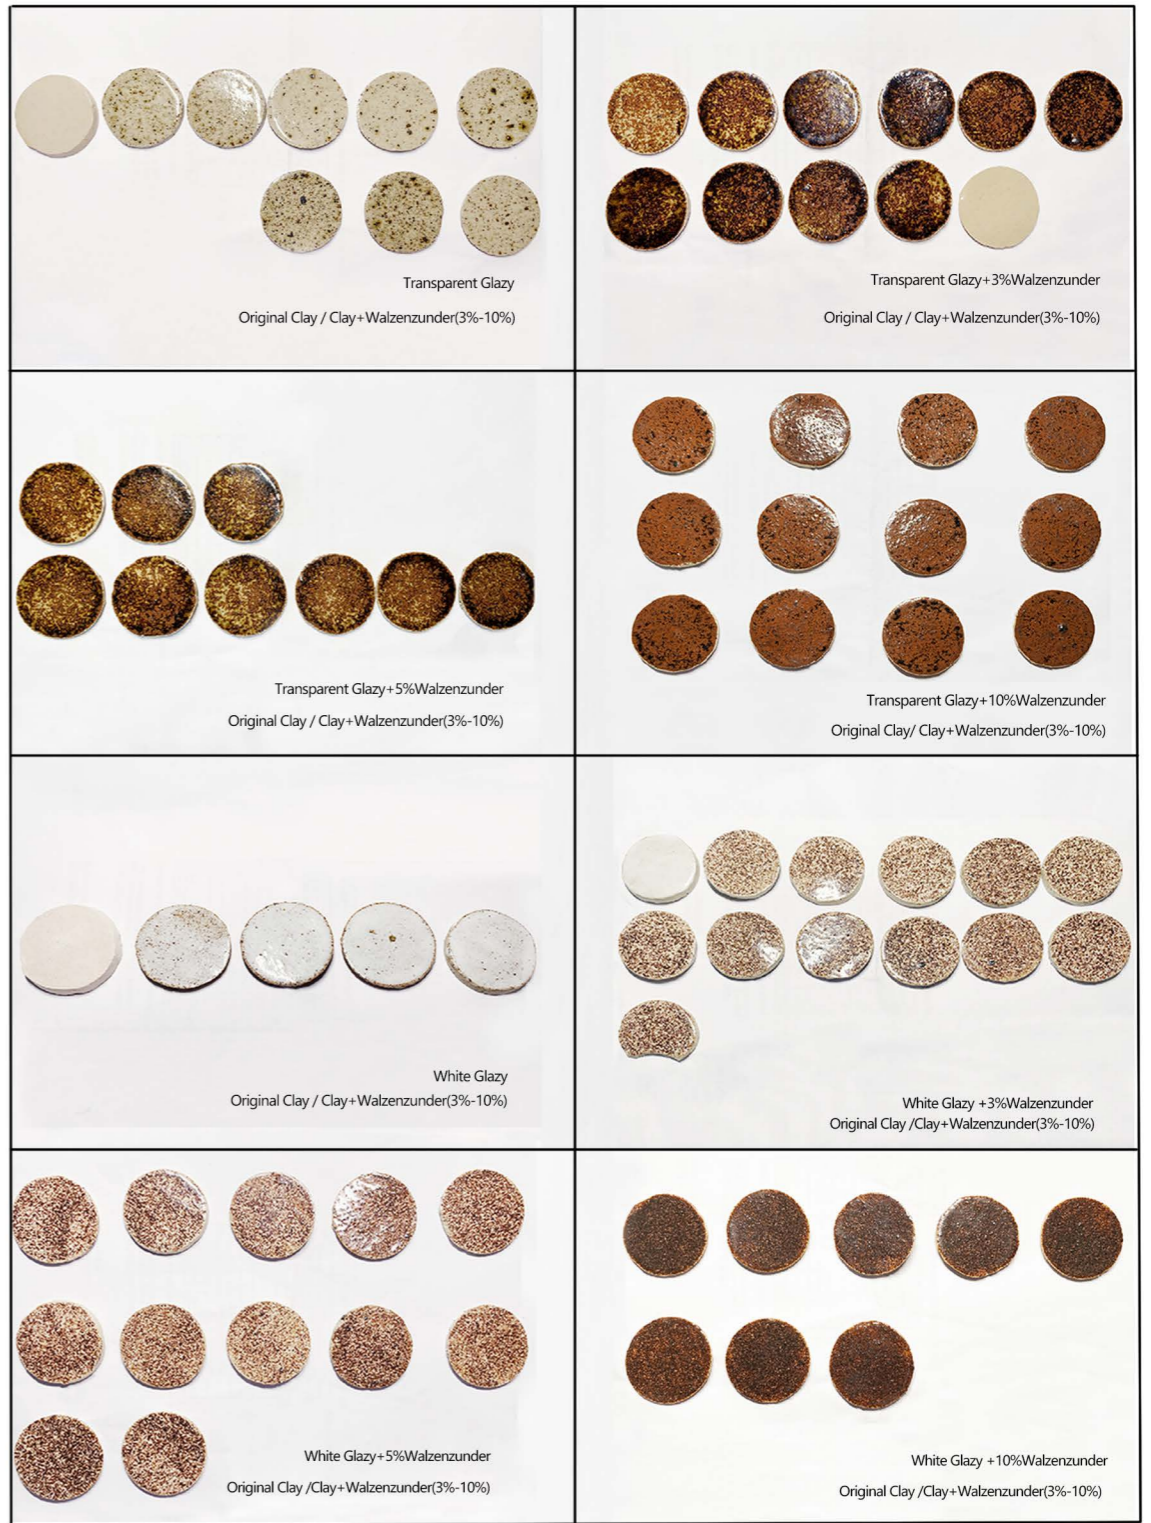 Transparent Glazy
Original Clay / Clay+Walzenzunder(3%-10%)
Transparent Glazy+3%Walzenzunder
Original Clay / Clay+Walzenzunder(3%-10%)
Transparent Glazy+5%Walzenzunder
Original Clay / Clay+Walzenzunder(3%-10%)
Transparent Glazy+10%Walzenzunder
Original Clay/ Clay+Walzenzunder(3%-10%)
White Glazy
Original Clay / Clay+Walzenzunder(3%-10%)
White Glazy +3%Walzenzunder
Original Clay /Clay+Walzenzunder(3%-10%)
White Glazy+5%Walzenzunder
Original Clay /Clay+Walzenzunder(3%-10%)
White Glazy +10%Walzenzunder
Original Clay /Clay+Walzenzunder(3%-10%)